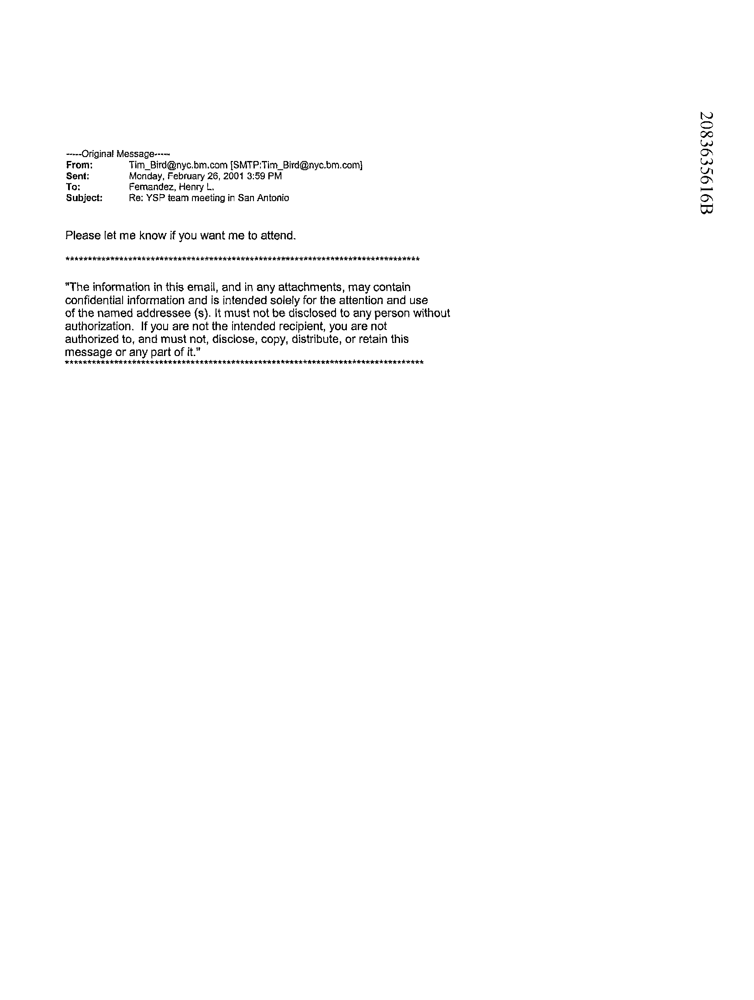 -----Original Message-----
From: Tim_Bird@nyc.bm.com [SMTP:Tim_Bird@nyc.bm.com]
Sent: Monday, February 26, 2001 3:59 PM
To: Fernandez, Henry L.
Subject: Re: YSP team meeting in San Antonio
Please let me know if you want me to attend.
*******************************************************************************
"The information in this email, and in any attachments, may contain
confidential information and is intended solely for the attention and use
of the named addressee (s). It must not be disclosed to any person without
authorization. If you are not the intended recipient, you are not
authorized to, and must not, disclose, copy, distribute, or retain this
message or any part of it."
********************************************************************************
2083635616B